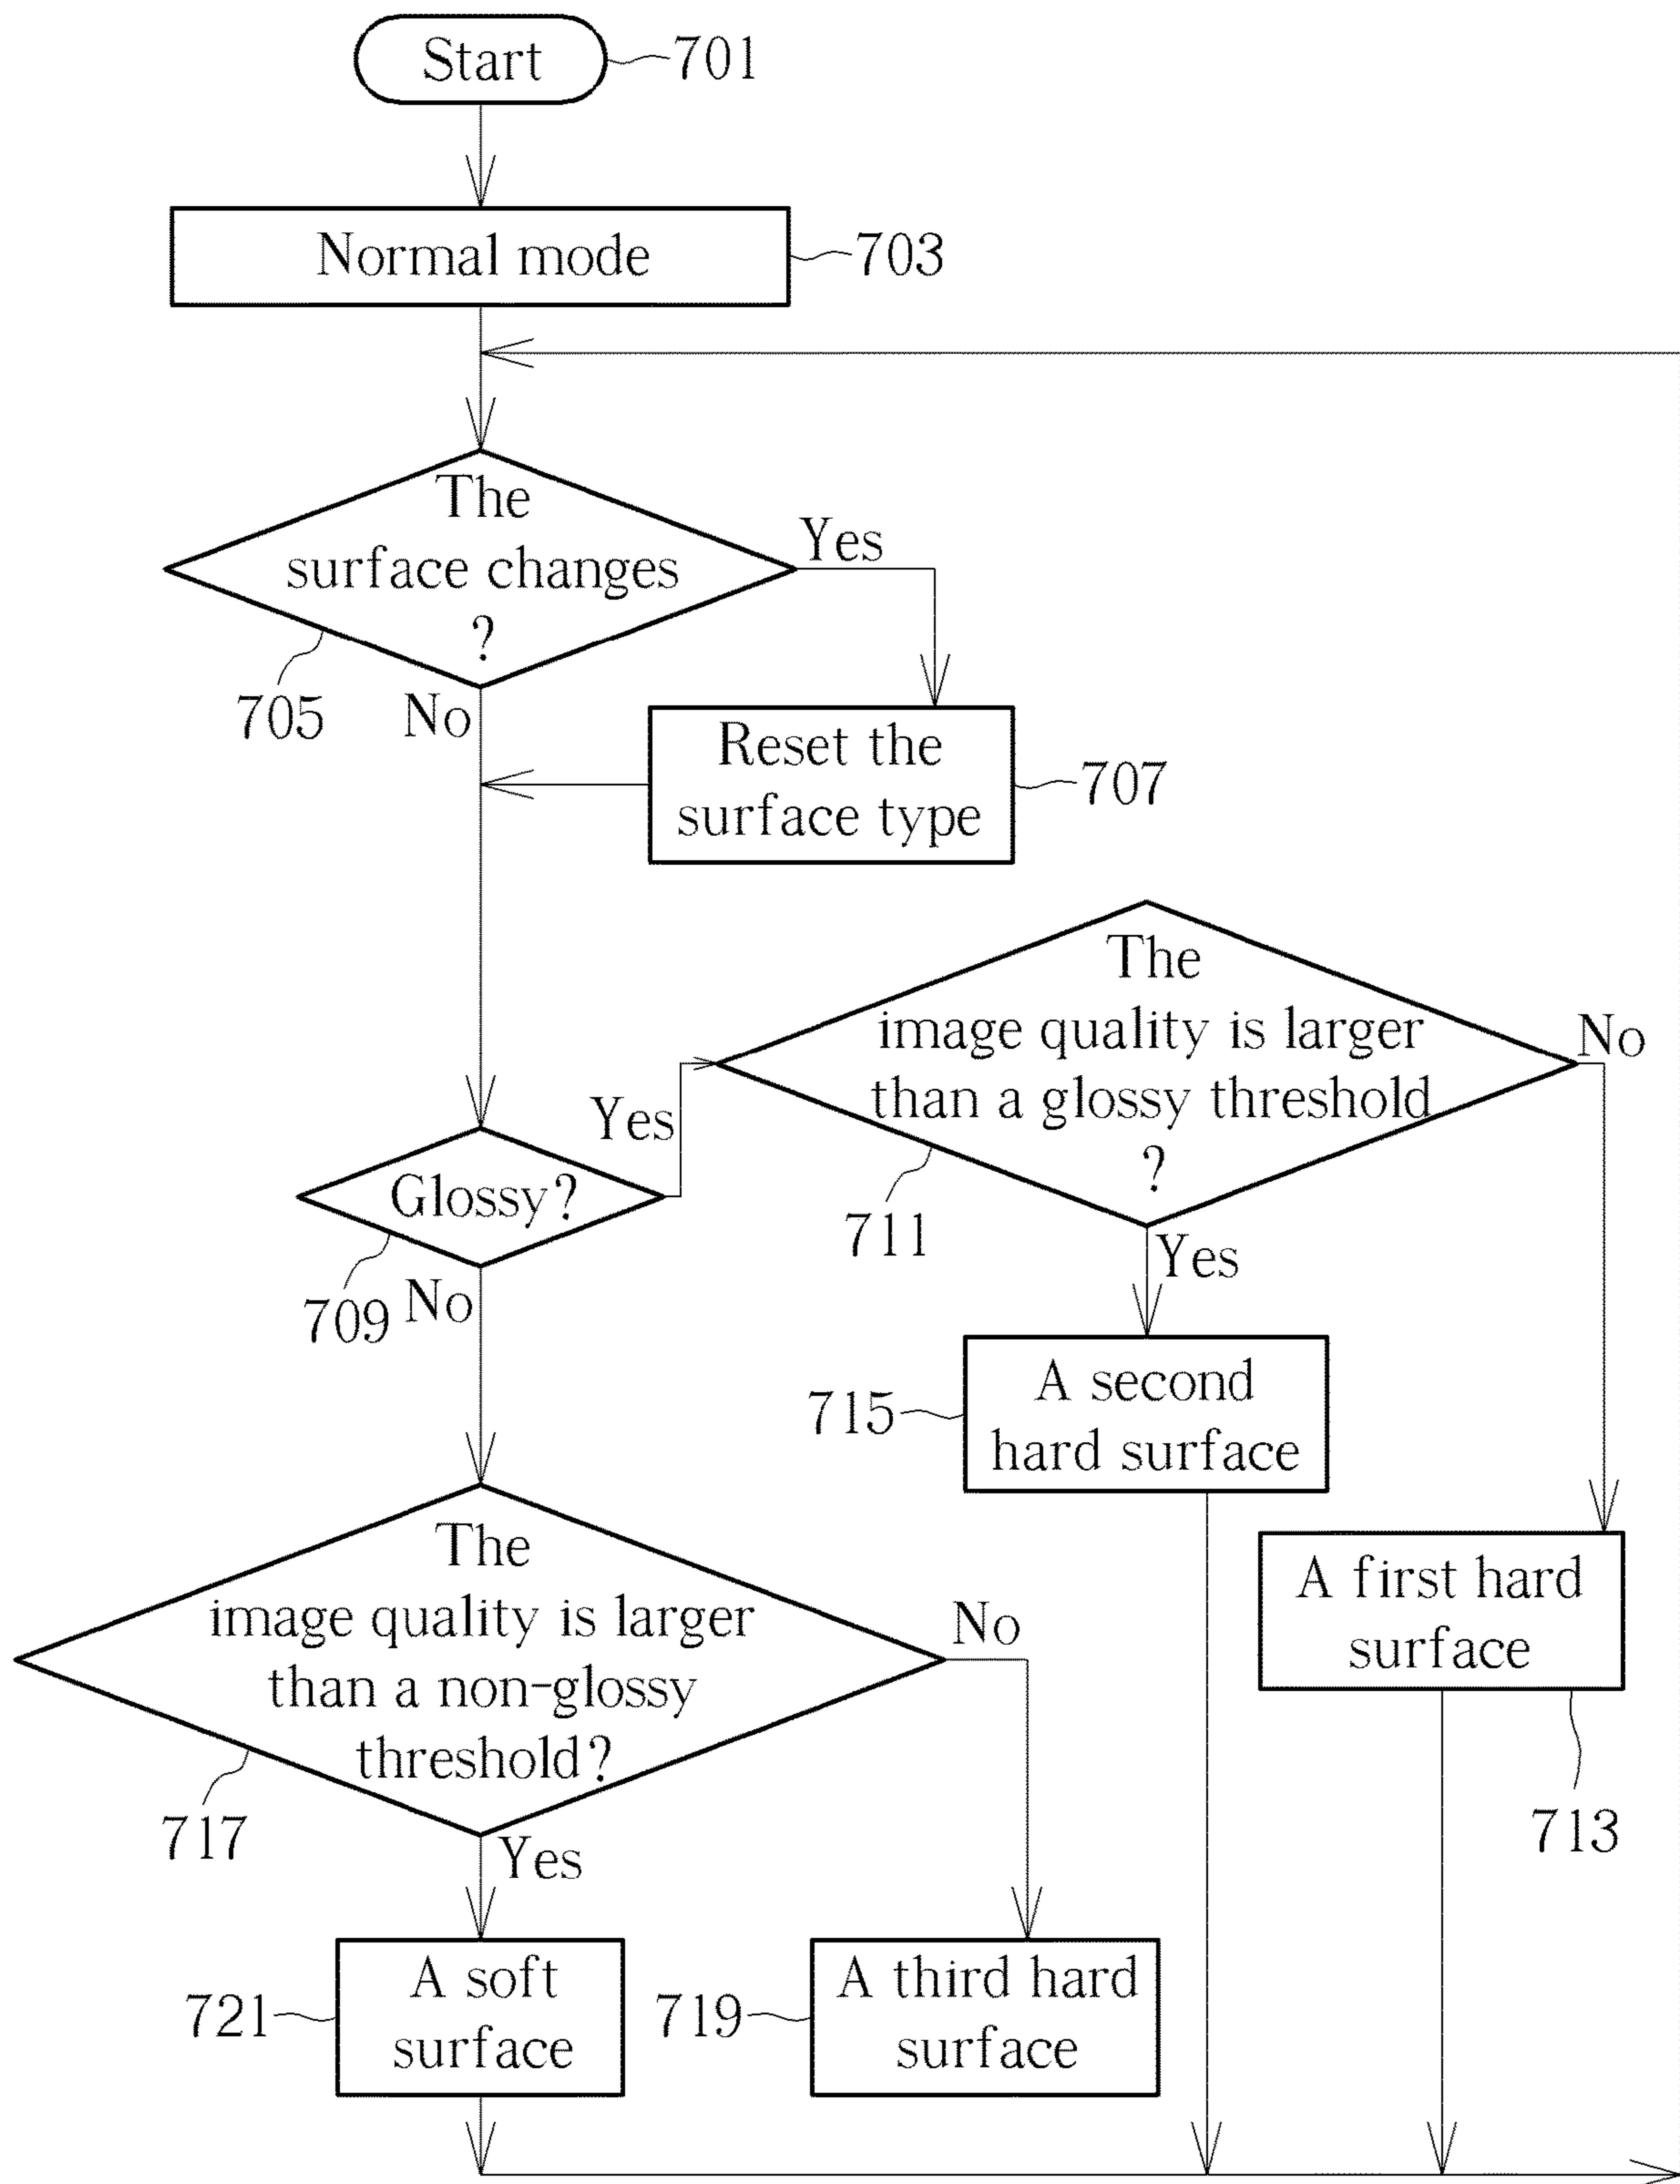 Start
701
Normal mode
703
The
surface changes
?
Yes
705
No
Reset the
surface type
707
The
image quality is larger
than a glossy threshold
?
No
Yes
Glossy?
711
Yes
709
No
A second
hard surface
715
The
image quality is larger
than a non-glossy
threshold?
No
A first hard
surface
717
Yes
713
A soft
surface
721
A third hard
surface
719